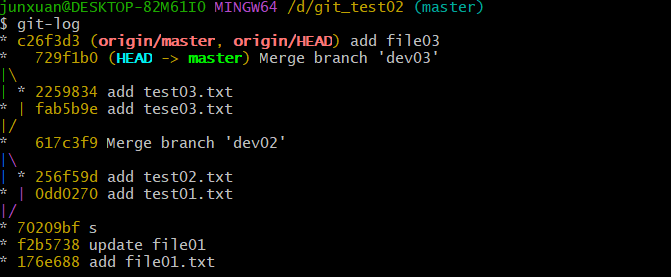 junxuan@DESKTOP-82M61I0 MINGW64 /d/git_test02 (master)
$ git-log
* c26f3d3 (origin/master, origin/HEAD) add file03
*   729f1b0 (HEAD -> master) Merge branch 'dev03'
|\
| * 2259834 add test03.txt
* | fab5b9e add tese03.txt
|/
*   617c3f9 Merge branch 'dev02'
|\
| * 256f59d add test02.txt
* | 0dd0270 add test01.txt
|/
* 70209bf s
* f2b5738 update file01
* 176e688 add file01.txt